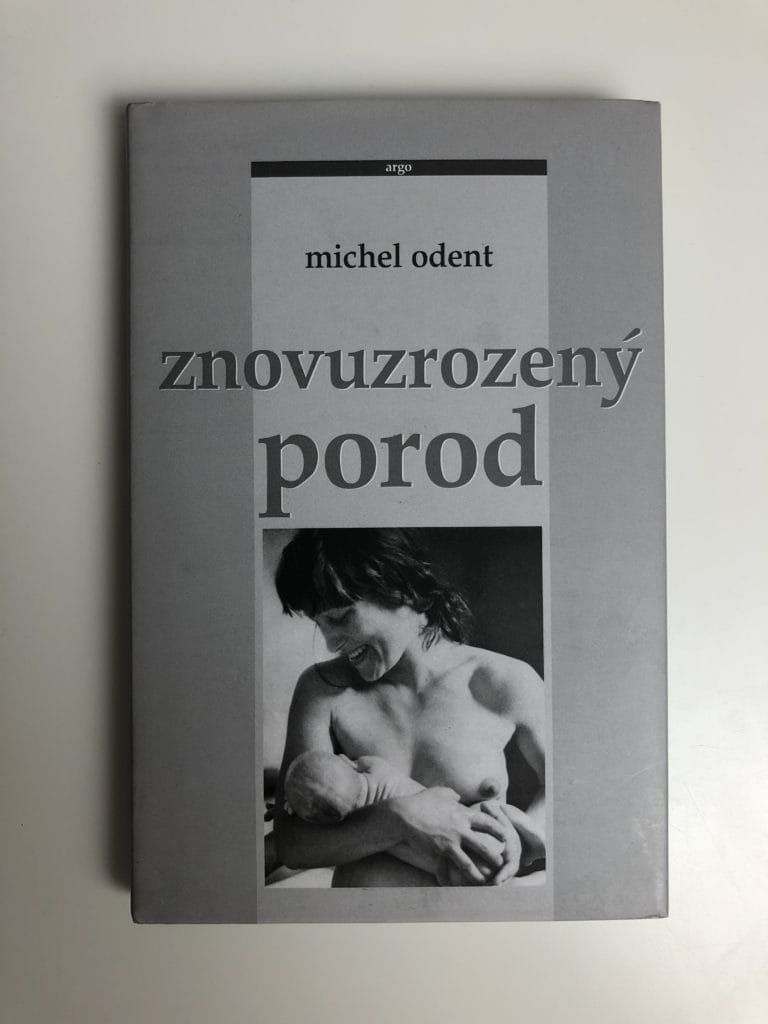 argo
michel odent
znovuzrozený
porod